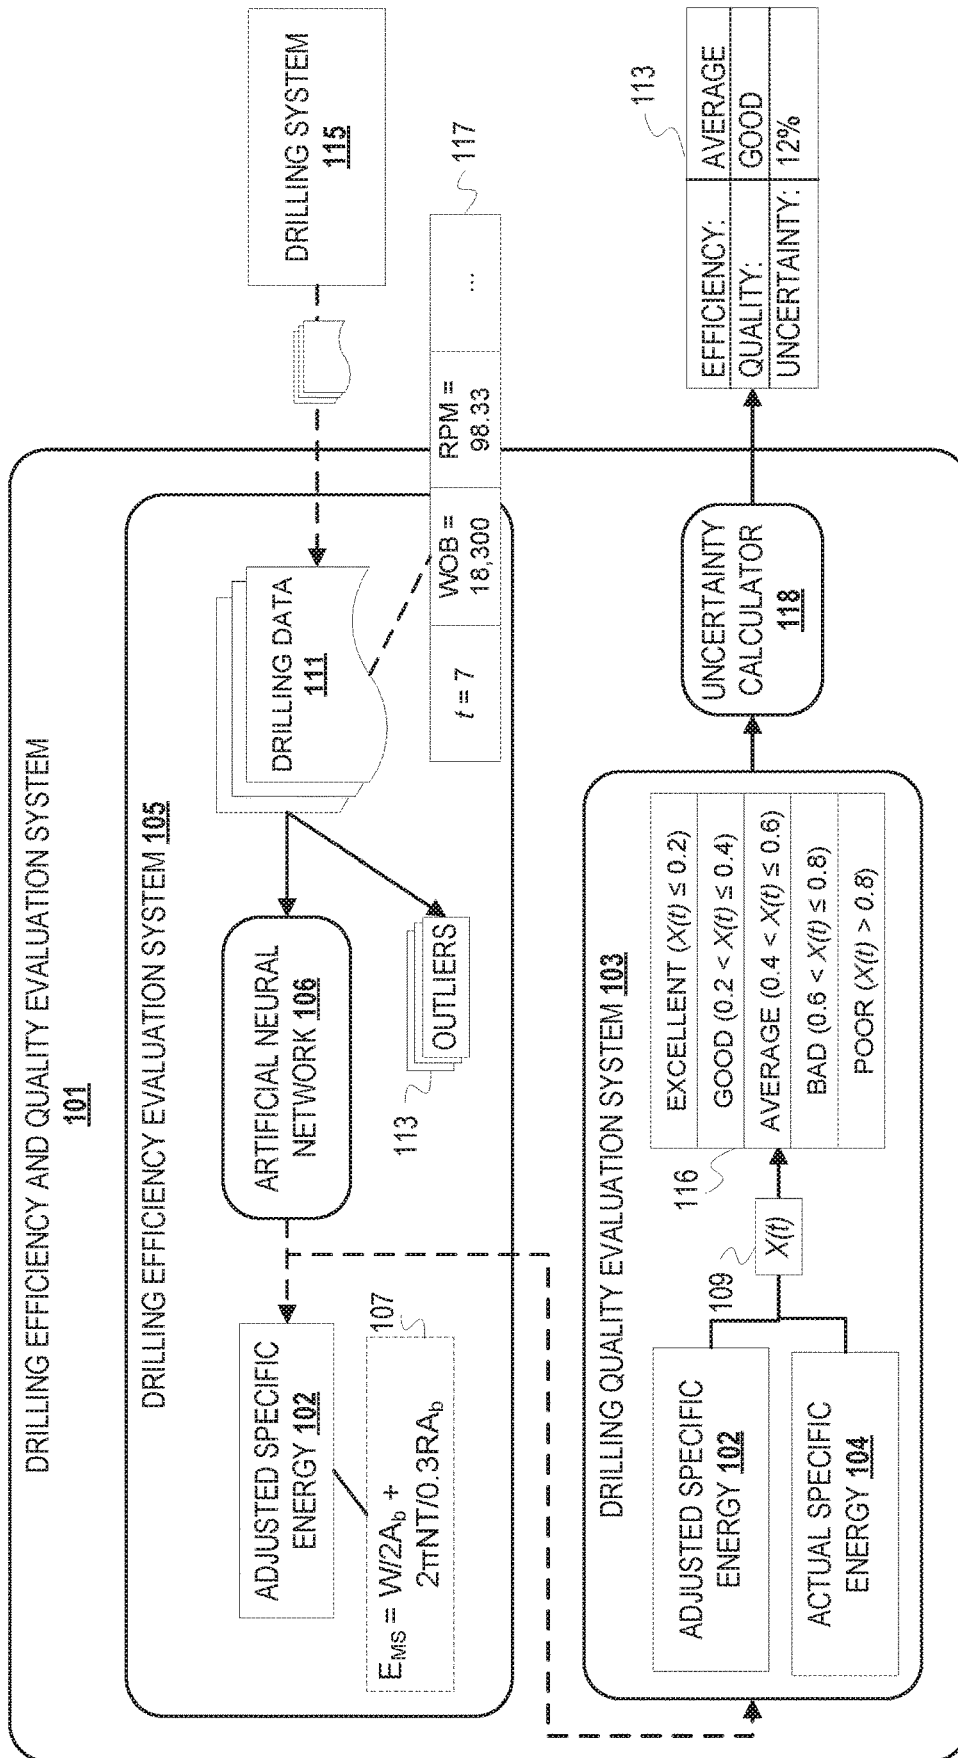 DRILLING EFFICIENCY AND QUALITY EVALUATION SYSTEM
101
DRILLING EFFICIENCY EVALUATION SYSTEM 105
ADJUSTED SPECIFIC
ENERGY 102
E_MS = W/2A_b +
2πNT/0.3RA_b
107
ARTIFICIAL NEURAL
NETWORK 106
113
OUTLIERS
DRILLING DATA
111
t = 7
WOB =
18,300
RPM =
98.33
...
117
DRILLING SYSTEM
115
DRILLING QUALITY EVALUATION SYSTEM 103
ADJUSTED SPECIFIC
ENERGY 102
ACTUAL SPECIFIC
ENERGY 104
109
X(t)
116
EXCELLENT (X(t) ≤ 0.2)
GOOD (0.2 < X(t) ≤ 0.4)
AVERAGE (0.4 < X(t) ≤ 0.6)
BAD (0.6 < X(t) ≤ 0.8)
POOR (X(t) > 0.8)
UNCERTAINTY
CALCULATOR
118
113
EFFICIENCY: AVERAGE
QUALITY: GOOD
UNCERTAINTY: 12%